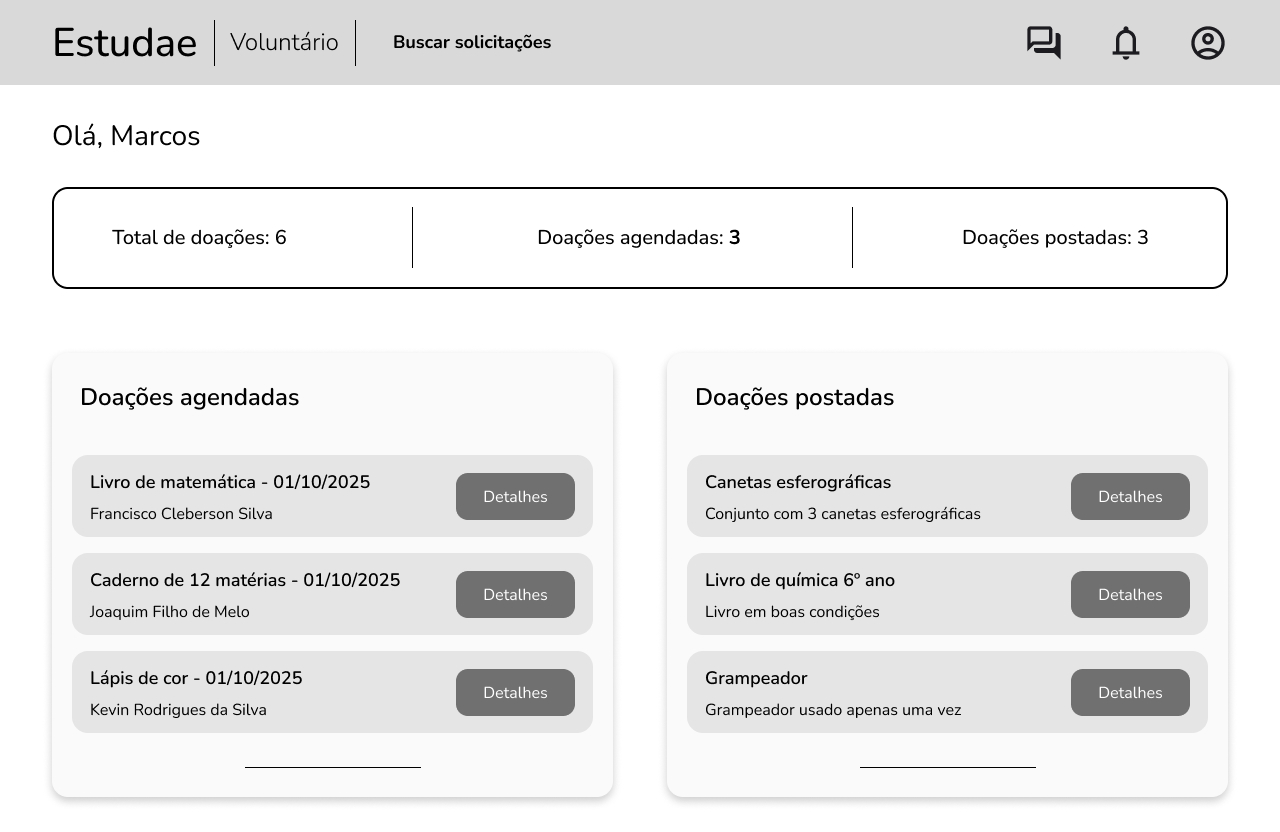 Estudae
Voluntário
Buscar solicitações
Olá, Marcos
Total de doações: 6
Doações agendadas: 3
Doações postadas: 3
Doações agendadas
Livro de matemática - 01/10/2025
Francisco Cleberson Silva
Detalhes
Caderno de 12 matérias - 01/10/2025
Joaquim Filho de Melo
Detalhes
Lápis de cor - 01/10/2025
Kevin Rodrigues da Silva
Detalhes
Doações postadas
Canetas esferográficas
Conjunto com 3 canetas esferográficas
Detalhes
Livro de química 6º ano
Livro em boas condições
Detalhes
Grampeador
Grampeador usado apenas uma vez
Detalhes